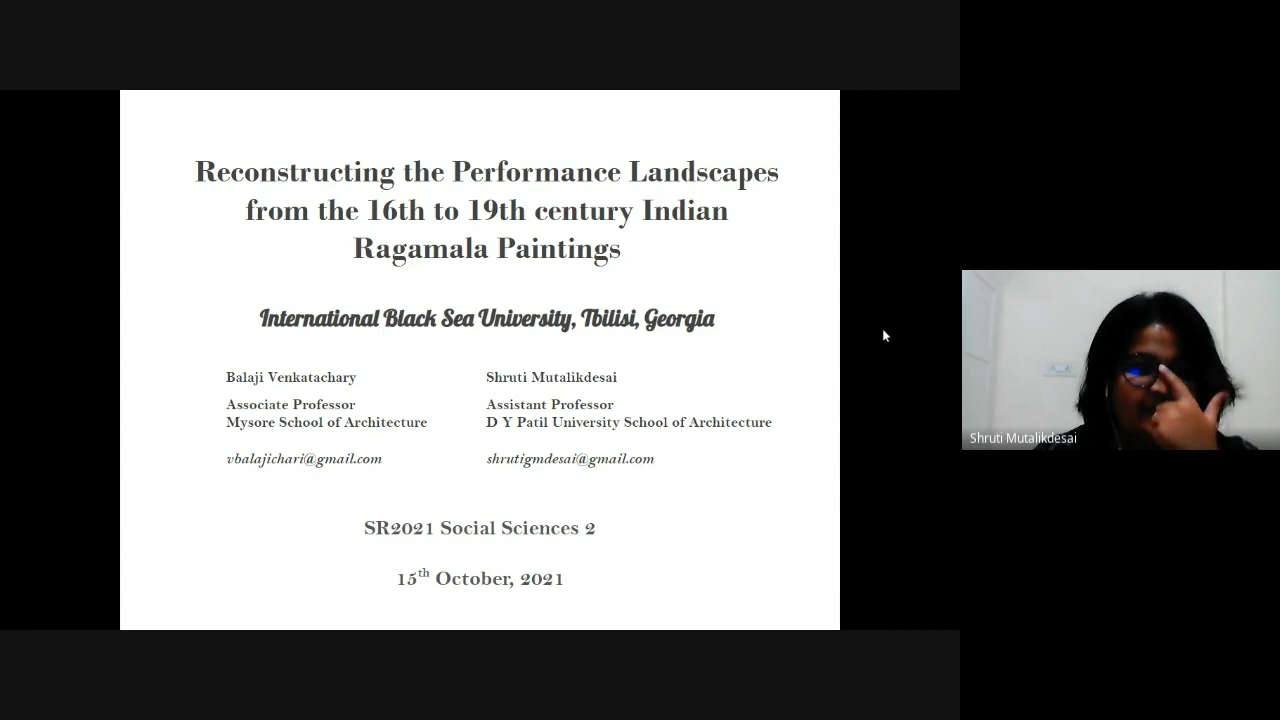 Reconstructing the Performance Landscapes
from the 16th to 19th century Indian
Ragamala Paintings
International Black Sea University, Tbilisi, Georgia
Balaji Venkatachary
Associate Professor
Mysore School of Architecture
vbalajichari@gmail.com
Shruti Mutalikdesai
Assistant Professor
D Y Patil University School of Architecture
shrutigmdesai@gmail.com
SR2021 Social Sciences 2
15th October, 2021
Shruti Mutalikdesai